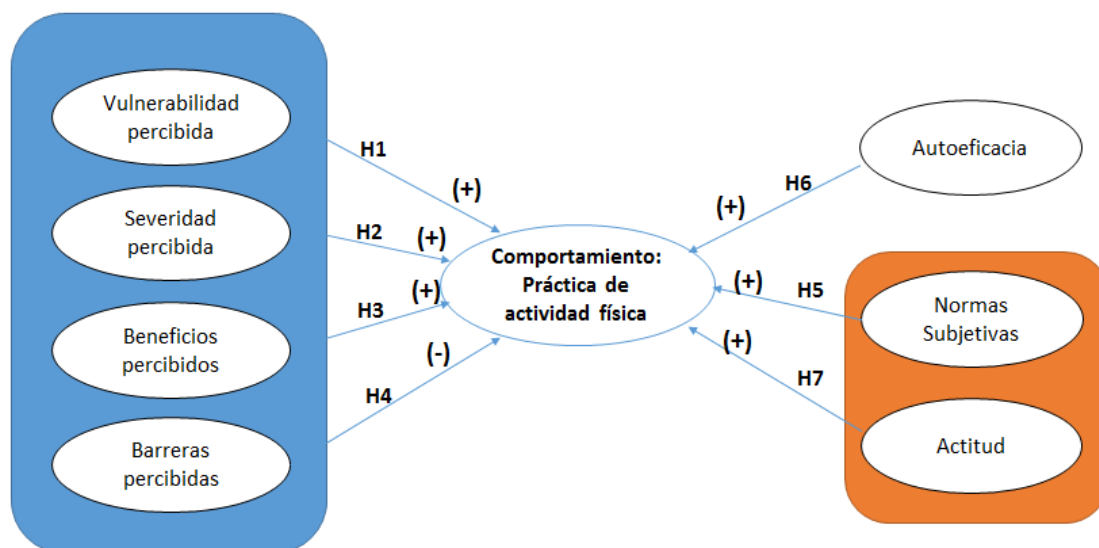 Vulnerabilidad
percibida
Severidad
percibida
Beneficios
percibidos
Barreras
percibidas
H1
(+)
H2
(+)
H3
(+)
H4
(-)
Comportamiento:
Práctica de
actividad física
H6
(+)
H5
(+)
H7
(+)
Autoeficacia
Normas
Subjetivas
Actitud